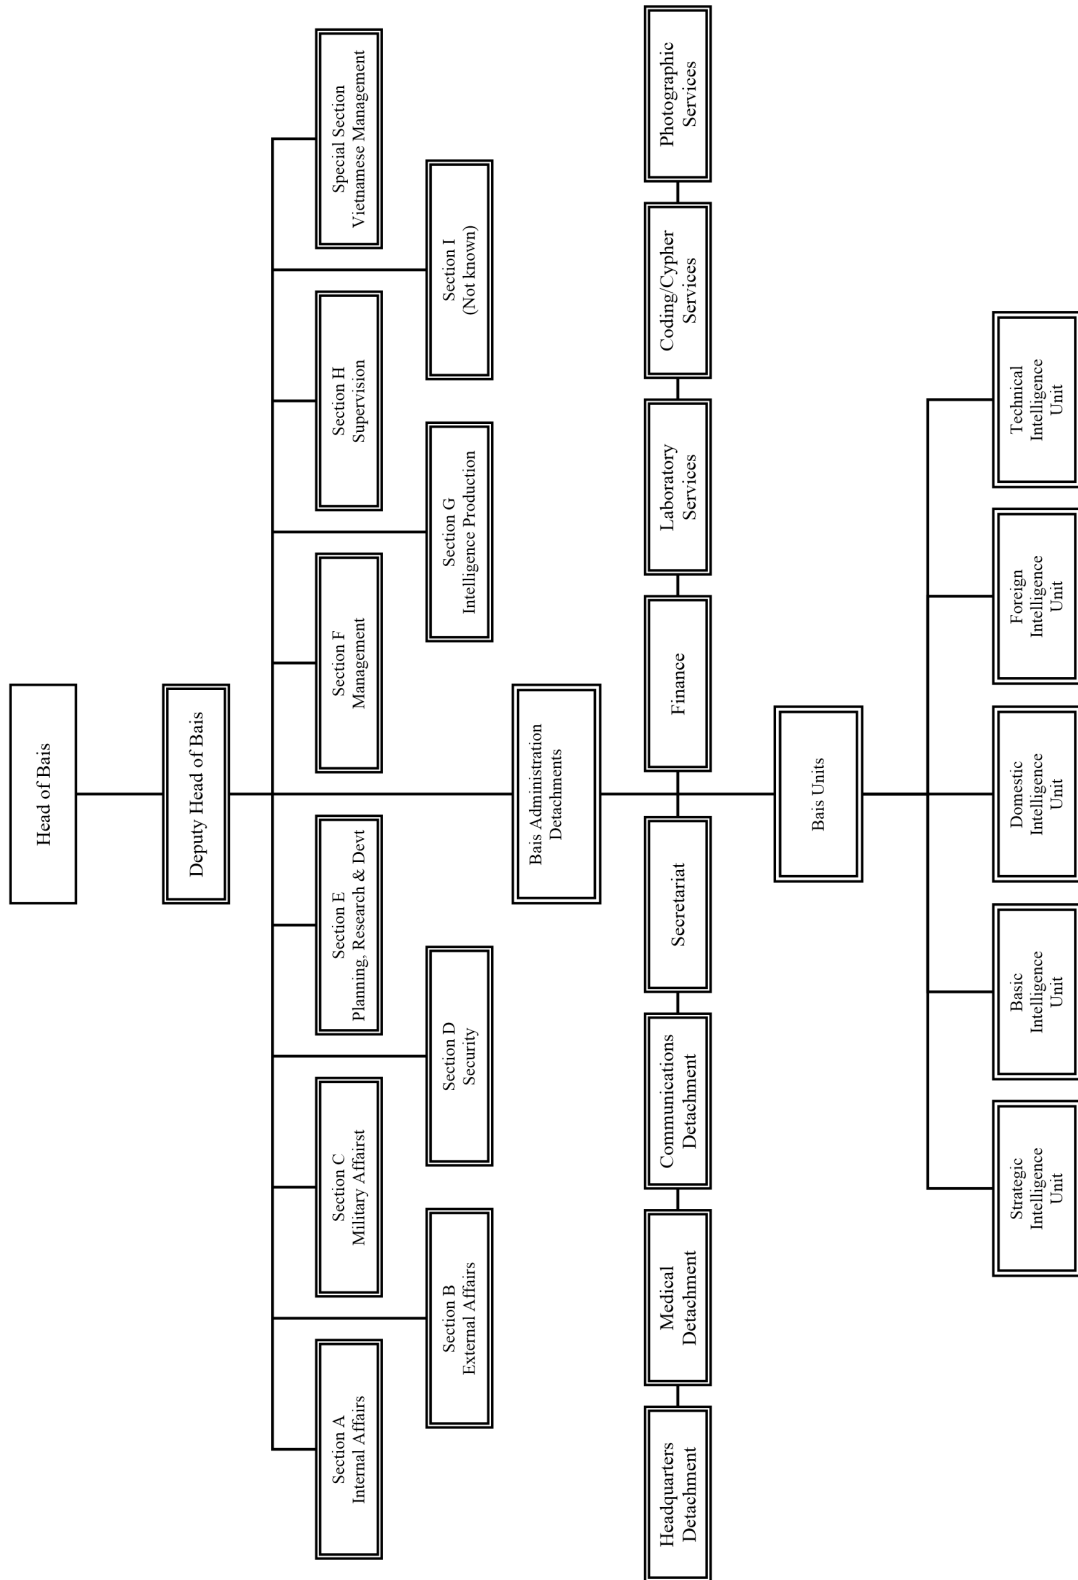 Head of Bais
Deputy Head of Bais
Section A
Internal Affairs
Section B
External Affairs
Section C
Military Affairst
Section D
Security
Section E
Planning, Research & Devt
Section F
Management
Section G
Intelligence Production
Section H
Supervision
Section I
(Not known)
Special Section
Vietnamese Management
Bais Administration
Detachments
Headquarters
Detachment
Medical
Detachment
Communications
Detachment
Secretariat
Finance
Laboratory
Services
Coding/Cypher
Services
Photographic
Services
Bais Units
Strategic
Intelligence
Unit
Basic
Intelligence
Unit
Domestic
Intelligence
Unit
Foreign
Intelligence
Unit
Technical
Intelligence
Unit